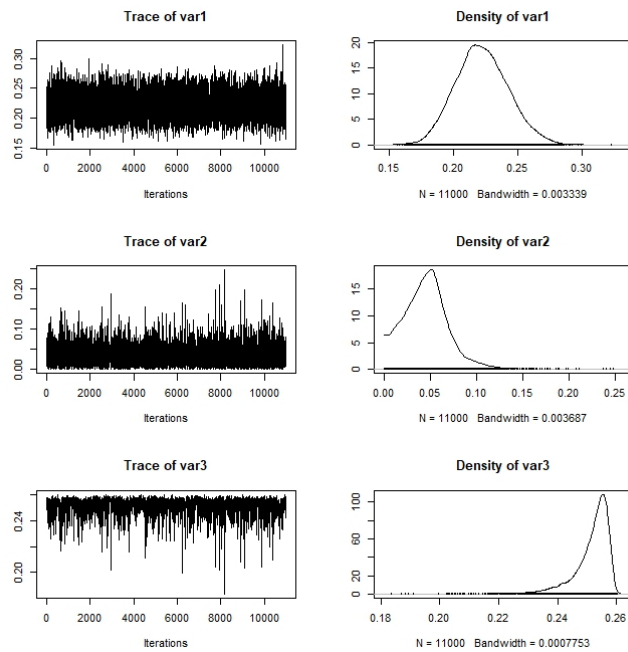 Trace of var1
0.15 0.20 0.25 0.30
0 2000 4000 6000 8000 10000
Iterations
Density of var1
0 5 10 15 20
0.15 0.20 0.25 0.30
N = 11000 Bandwidth = 0.003339
Trace of var2
0.00 0.10 0.20
0 2000 4000 6000 8000 10000
Iterations
Density of var2
0 5 10 15
0.00 0.05 0.10 0.15 0.20 0.25
N = 11000 Bandwidth = 0.003687
Trace of var3
0.20 0.24
0 2000 4000 6000 8000 10000
Iterations
Density of var3
0 20 40 60 80 100
0.18 0.20 0.22 0.24 0.26
N = 11000 Bandwidth = 0.0007753